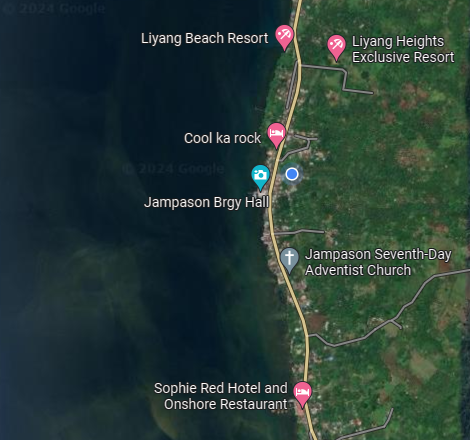 © 2024 Google
Liyang Beach Resort
Liyang Heights
Exclusive Resort
Cool ka rock
© 2024 Google
Jampason Brgy Hall
Jampason Seventh-Day
Adventist Church
Sophie Red Hotel and
Onshore Restaurant